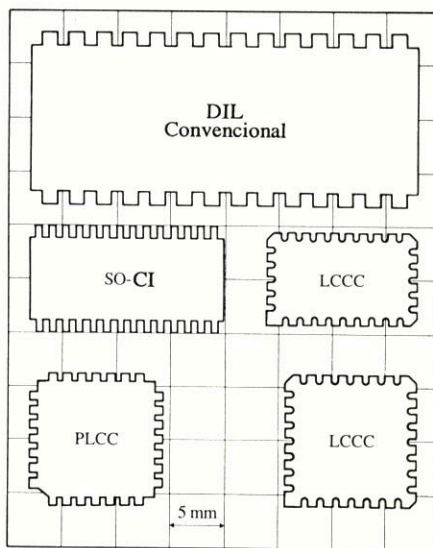 DIL
Convencional
SO-CI
LCCC
PLCC
LCCC
5 mm